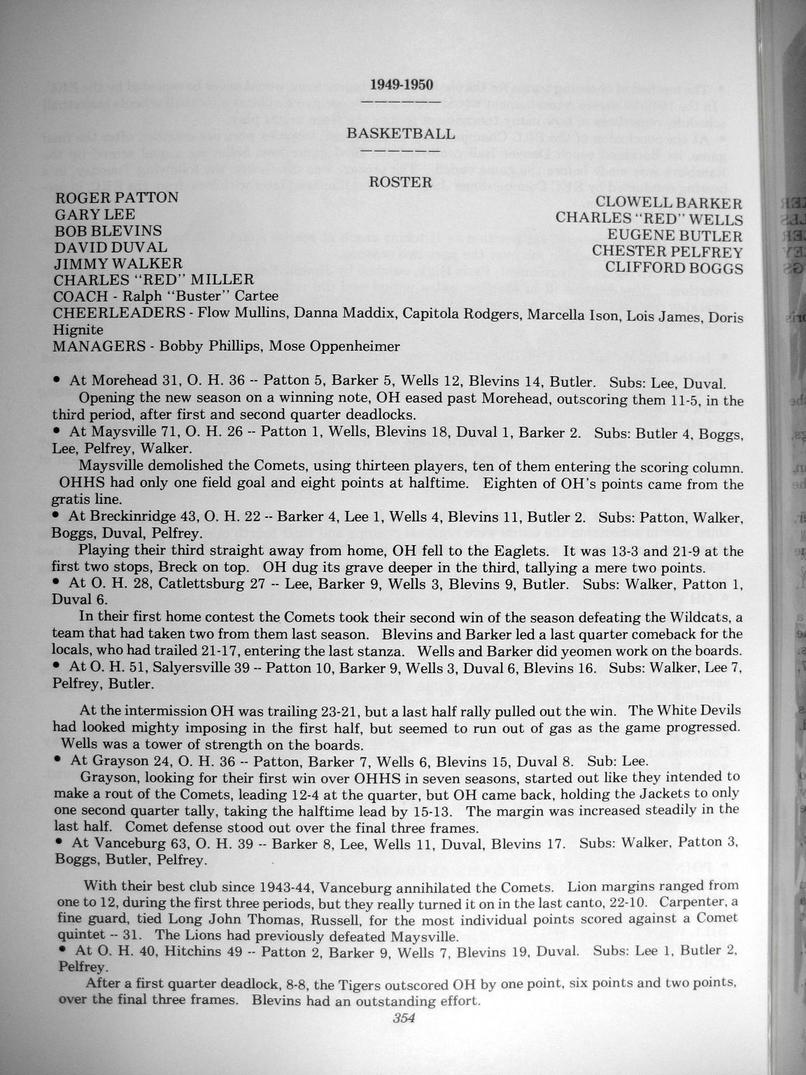 1949-1950
BASKETBALL
ROSTER
ROGER PATTON
GARY LEE
BOB BLEVINS
DAVID DUVAL
JIMMY WALKER
CHARLES "RED" MILLER
CLOWELL BARKER
CHARLES "RED" WELLS
EUGENE BUTLER
CHESTER PELFREY
CLIFFORD BOGGS
COACH - Ralph "Buster" Cartee
CHEERLEADERS - Flow Mullins, Danna Maddix, Capitola Rodgers, Marcella Ison, Lois James, Doris
Hignite
MANAGERS - Bobby Phillips, Mose Oppenheimer
• At Morehead 31, O. H. 36 -- Patton 5, Barker 5, Wells 12, Blevins 14, Butler. Subs: Lee, Duval.
Opening the new season on a winning note, OH eased past Morehead, outscoring them 11-5, in the
third period, after first and second quarter deadlocks.
• At Maysville 71, O. H. 26 -- Patton 1, Wells, Blevins 18, Duval 1, Barker 2. Subs: Butler 4, Boggs,
Lee, Pelfrey, Walker.
Maysville demolished the Comets, using thirteen players, ten of them entering the scoring column.
OHHS had only one field goal and eight points at halftime. Eighten of OH's points came from the
gratis line.
• At Breckinridge 43, O. H. 22 -- Barker 4, Lee 1, Wells 4, Blevins 11, Butler 2. Subs: Patton, Walker,
Boggs, Duval, Pelfrey.
Playing their third straight away from home, OH fell to the Eaglets. It was 13-3 and 21-9 at the
first two stops, Breck on top. OH dug its grave deeper in the third, tallying a mere two points.
• At O. H. 28, Catlettsburg 27 -- Lee, Barker 9, Wells 3, Blevins 9, Butler. Subs: Walker, Patton 1,
Duval 6.
In their first home contest the Comets took their second win of the season defeating the Wildcats, a
team that had taken two from them last season. Blevins and Barker led a last quarter comeback for the
locals, who had trailed 21-17, entering the last stanza. Wells and Barker did yeomen work on the boards.
• At O. H. 51, Salyersville 39 -- Patton 10, Barker 9, Wells 3, Duval 6, Blevins 16. Subs: Walker, Lee 7,
Pelfrey, Butler.
At the intermission OH was trailing 23-21, but a last half rally pulled out the win. The White Devils
had looked mighty imposing in the first half, but seemed to run out of gas as the game progressed.
Wells was a tower of strength on the boards.
• At Grayson 24, O. H. 36 -- Patton, Barker 7, Wells 6, Blevins 15, Duval 8. Sub: Lee.
Grayson, looking for their first win over OHHS in seven seasons, started out like they intended to
make a rout of the Comets, leading 12-4 at the quarter, but OH came back, holding the Jackets to only
one second quarter tally, taking the halftime lead by 15-13. The margin was increased steadily in the
last half. Comet defense stood out over the final three frames.
• At Vanceburg 63, O. H. 39 -- Barker 8, Lee, Wells 11, Duval, Blevins 17. Subs: Walker, Patton 3,
Boggs, Butler, Pelfrey.
With their best club since 1943-44, Vanceburg annihilated the Comets. Lion margins ranged from
one to 12, during the first three periods, but they really turned it on in the last canto, 22-10. Carpenter, a
fine guard, tied Long John Thomas, Russell, for the most individual points scored against a Comet
quintet -- 31. The Lions had previously defeated Maysville.
• At O. H. 40, Hitchins 49 -- Patton 2, Barker 9, Wells 7, Blevins 19, Duval. Subs: Lee 1, Butler 2,
Pelfrey.
After a first quarter deadlock, 8-8, the Tigers outscored OH by one point, six points and two points,
over the final three frames. Blevins had an outstanding effort.
354